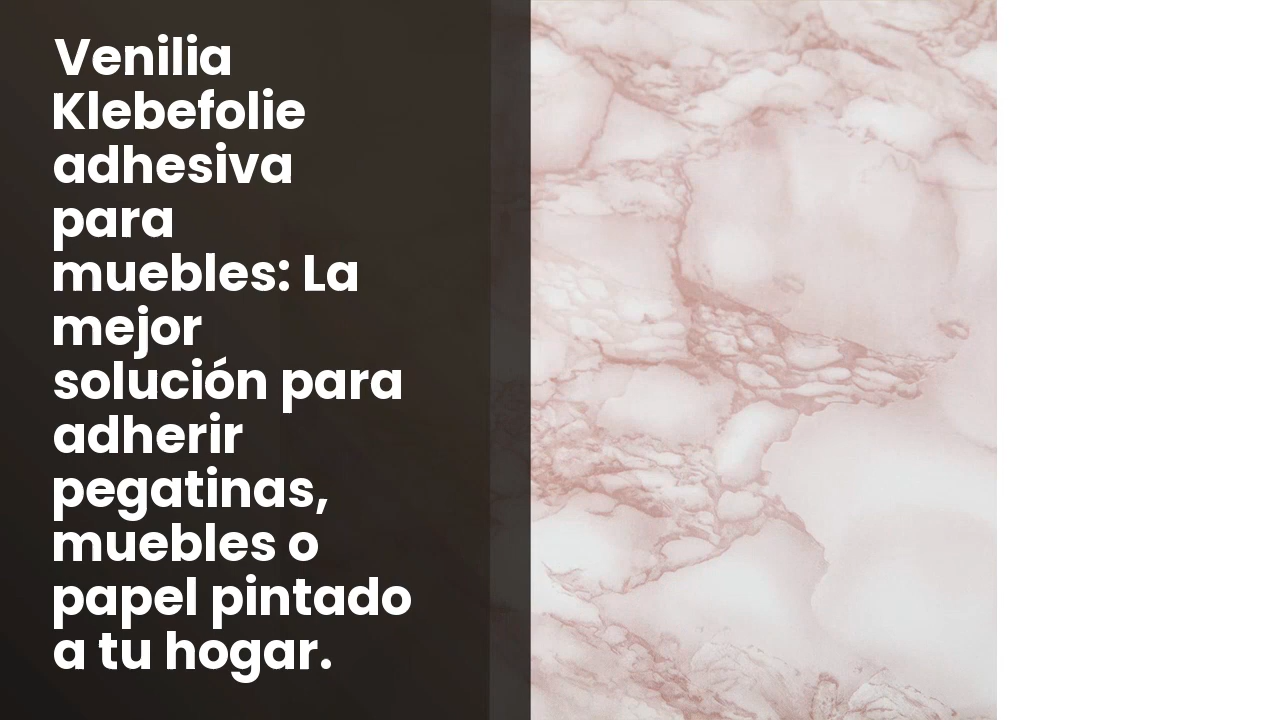 Venilia
Klebefolie
adhesiva
para
muebles: La
mejor
solución para
adherir
pegatinas,
muebles o
papel pintado
a tu hogar.